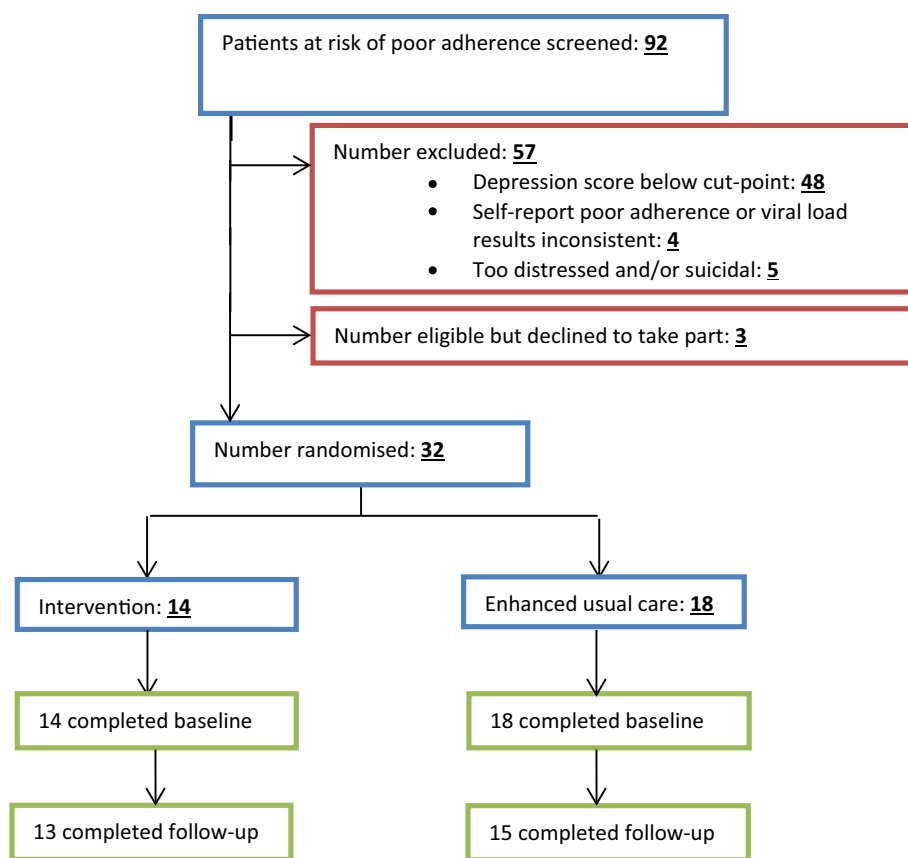 Patients at risk of poor adherence screened: 92
Number excluded: 57
• Depression score below cut-point: 48
• Self-report poor adherence or viral load
results inconsistent: 4
• Too distressed and/or suicidal: 5
Number eligible but declined to take part: 3
Number randomised: 32
Intervention: 14
Enhanced usual care: 18
14 completed baseline
18 completed baseline
13 completed follow-up
15 completed follow-up